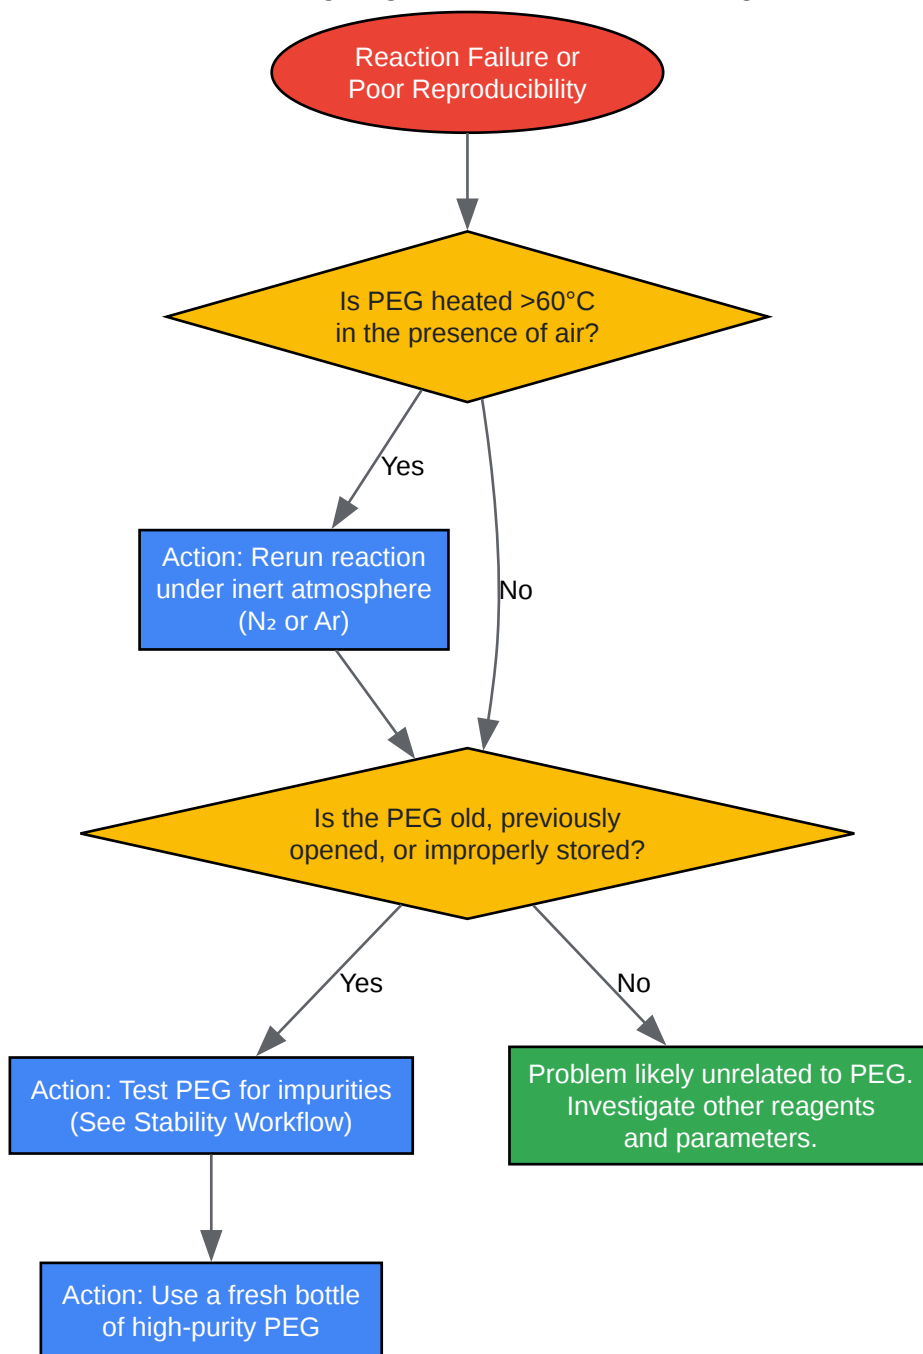 Reaction Failure or
Poor Reproducibility
Is PEG heated >60°C
in the presence of air?
Yes
Action: Rerun reaction
under inert atmosphere
(N₂ or Ar)
No
Is the PEG old, previously
opened, or improperly stored?
Yes
No
Action: Test PEG for impurities
(See Stability Workflow)
Problem likely unrelated to PEG.
Investigate other reagents
and parameters.
Action: Use a fresh bottle
of high-purity PEG